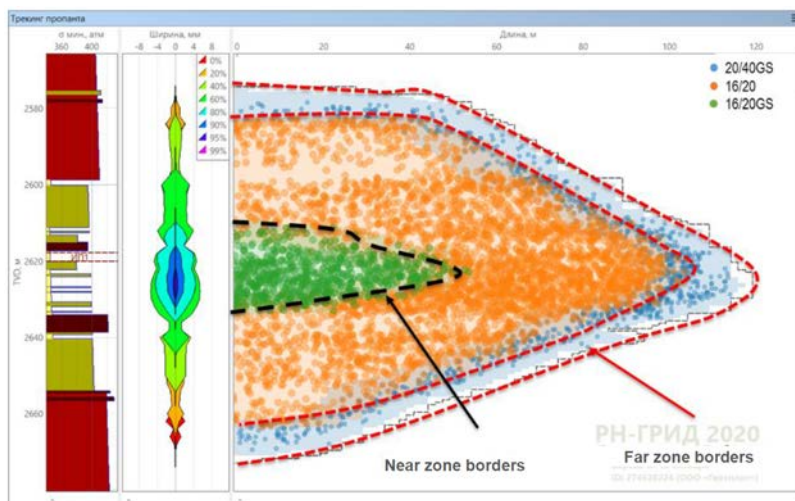 Трекинг пропанта
σ мин., атм
360 400
Ширина, мм
-8 -4 0 4 8
Длина, м
0 20 40 60 80 100 120
0%
20%
40%
60%
80%
90%
95%
99%
20/40GS
16/20
16/20GS
TVD, м
2580
2600
2620
2640
2660
Near zone borders
Far zone borders
РН-ГРИД 2020